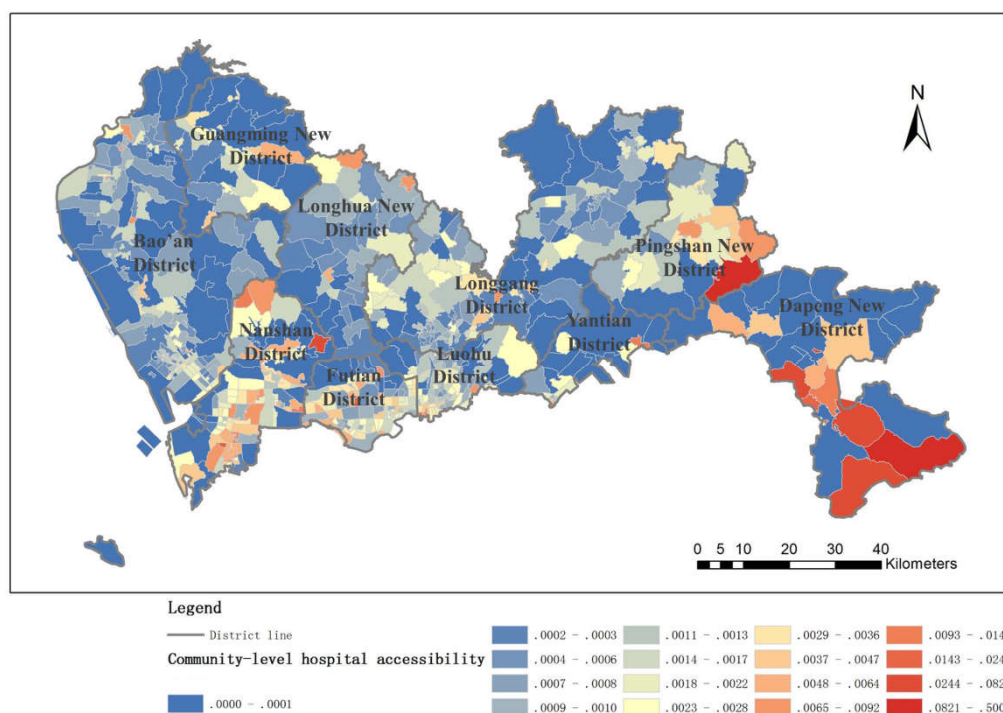 N
Guangming New
District
Longhua New
District
Bao'an
District
Pingshan New
District
Longgang
District
Dapeng New
District
Yantian
District
Nanshan
District
Luohu
District
Futian
District
0 5 10 20 30 40
Kilometers
Legend
District line
Community-level hospital accessibility
.0000 - .0001
.0002 - .0003
.0004 - .0006
.0007 - .0008
.0009 - .0010
.0011 - .0013
.0014 - .0017
.0018 - .0022
.0023 - .0028
.0029 - .0036
.0037 - .0047
.0048 - .0064
.0065 - .0092
.0093 - .014
.0143 - .024
.0244 - .082
.0821 - .500